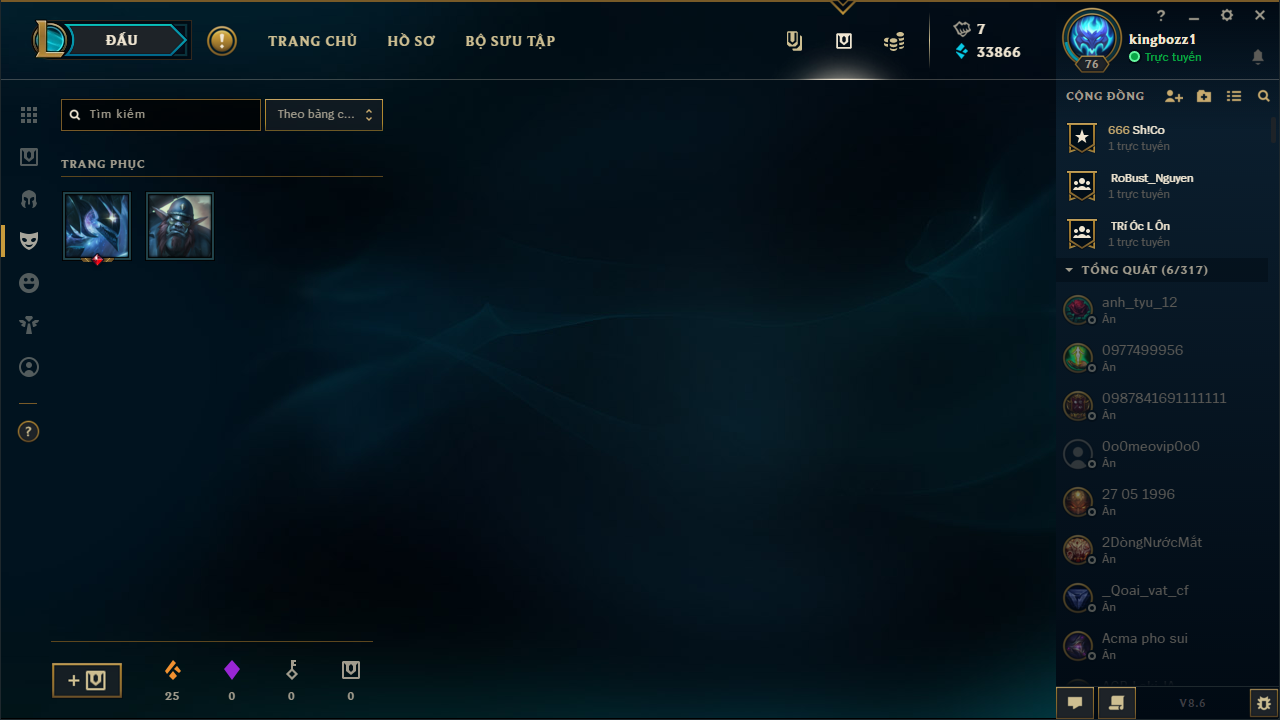 ĐẤU
TRANG CHỦ
HỒ SƠ
BỘ SƯU TẬP
7
33866
76
kingbozz1
Trực tuyến
Tìm kiếm
Theo bảng c...
TRANG PHỤC
25
0
0
0
CỘNG ĐỒNG
666 Sh!Co
1 trực tuyến
RoBust_Nguyen
1 trực tuyến
TRí Óc L Ôn
1 trực tuyến
TỔNG QUÁT (6/317)
anh_tyu_12
Ẩn
0977499956
Ẩn
0987841691111111
Ẩn
0o0meovip0o0
Ẩn
27 05 1996
Ẩn
2DòngNướcMắt
Ẩn
_Qoai_vat_cf
Ẩn
Acma pho sui
Ẩn
V8.6